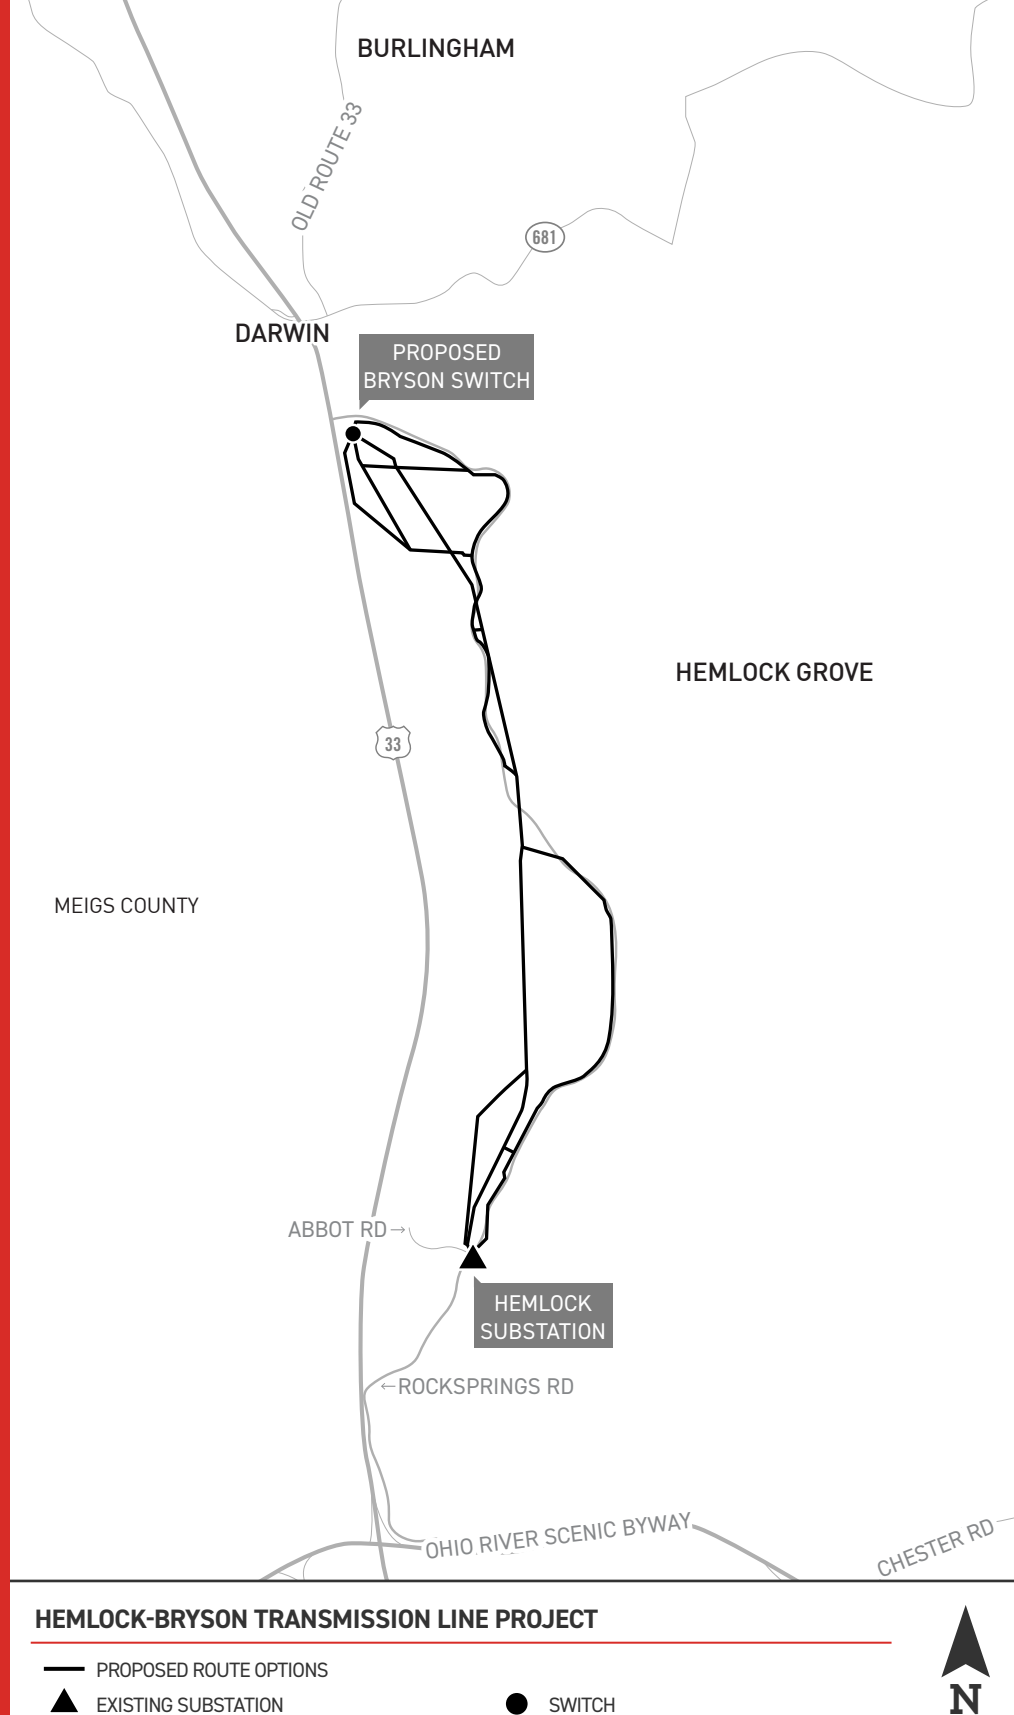 BURLINGHAM
OLD ROUTE 33
681
DARWIN
PROPOSED
BRYSON SWITCH
HEMLOCK GROVE
33
MEIGS COUNTY
ABBOT RD→
HEMLOCK
SUBSTATION
←ROCKSPRINGS RD
OHIO RIVER SCENIC BYWAY
CHESTER RD
HEMLOCK-BRYSON TRANSMISSION LINE PROJECT
PROPOSED ROUTE OPTIONS
EXISTING SUBSTATION
SWITCH
N